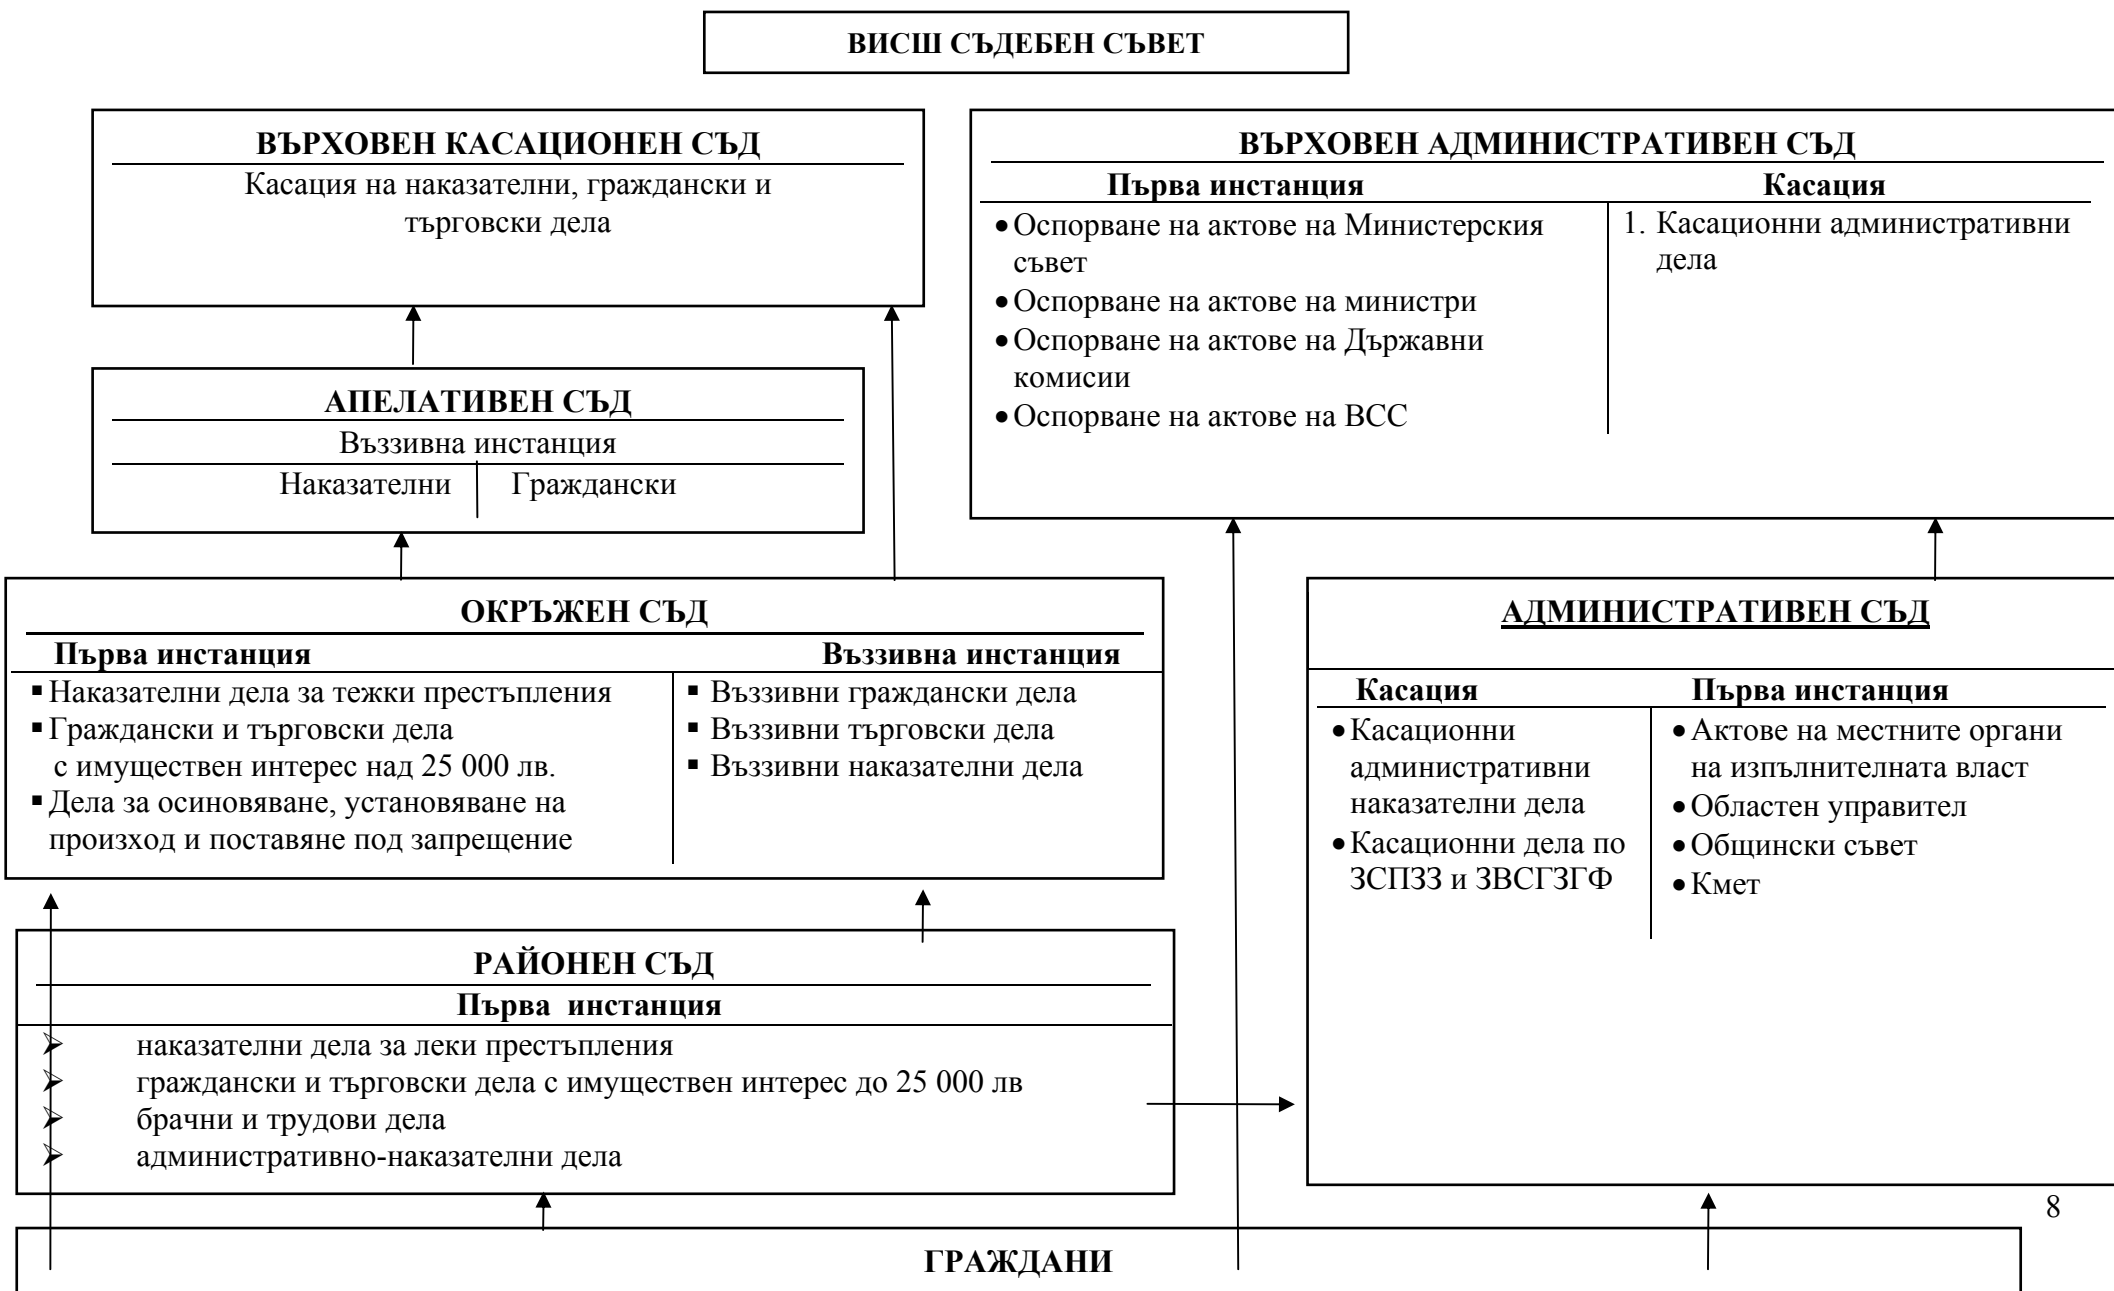 ВИСШ СЪДЕБЕН СЪВЕТ
ВЪРХОВЕН КАСАЦИОНЕН СЪД
Касация на наказателни, граждански и
търговски дела
ВЪРХОВЕН АДМИНИСТРАТИВЕН СЪД
Първа инстанция
Касация
•Оспорване на актове на Министерския
съвет
•Оспорване на актове на министри
•Оспорване на актове на Държавни
комисии
•Оспорване на актове на ВСС
1. Касационни административни
дела
АПЕЛАТИВЕН СЪД
Въззивна инстанция
Наказателни
Граждански
ОКРЪЖЕН СЪД
Първа инстанция
Въззивна инстанция
▪Наказателни дела за тежки престъпления
▪Граждански и търговски дела
с имуществен интерес над 25 000 лв.
▪Дела за осиновяване, установяване на
произход и поставяне под запрещение
▪ Въззивни граждански дела
▪ Въззивни търговски дела
▪ Въззивни наказателни дела
АДМИНИСТРАТИВЕН СЪД
Касация
Първа инстанция
•Касационни
административни
наказателни дела
•Касационни дела по
ЗСПЗЗ и ЗВСГЗГФ
•Актове на местните органи
на изпълнителната власт
•Областен управител
•Общински съвет
•Кмет
РАЙОНЕН СЪД
Първа инстанция
➢ наказателни дела за леки престъпления
➢ граждански и търговски дела с имуществен интерес до 25 000 лв
➢ брачни и трудови дела
➢ административно-наказателни дела
8
ГРАЖДАНИ